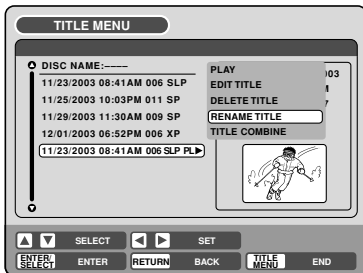 TITLE MENU
DISC NAME:----
11/23/2003 08:41AM 006 SLP
11/25/2003 10:03PM 011 SP
11/29/2003 11:30AM 009 SP
12/01/2003 06:52PM 006 XP
11/23/2003 08:41AM 006 SLP PL
PLAY
EDIT TITLE
DELETE TITLE
RENAME TITLE
TITLE COMBINE
003
SELECT SET
ENTER/SELECT ENTER RETURN BACK TITLE MENU END